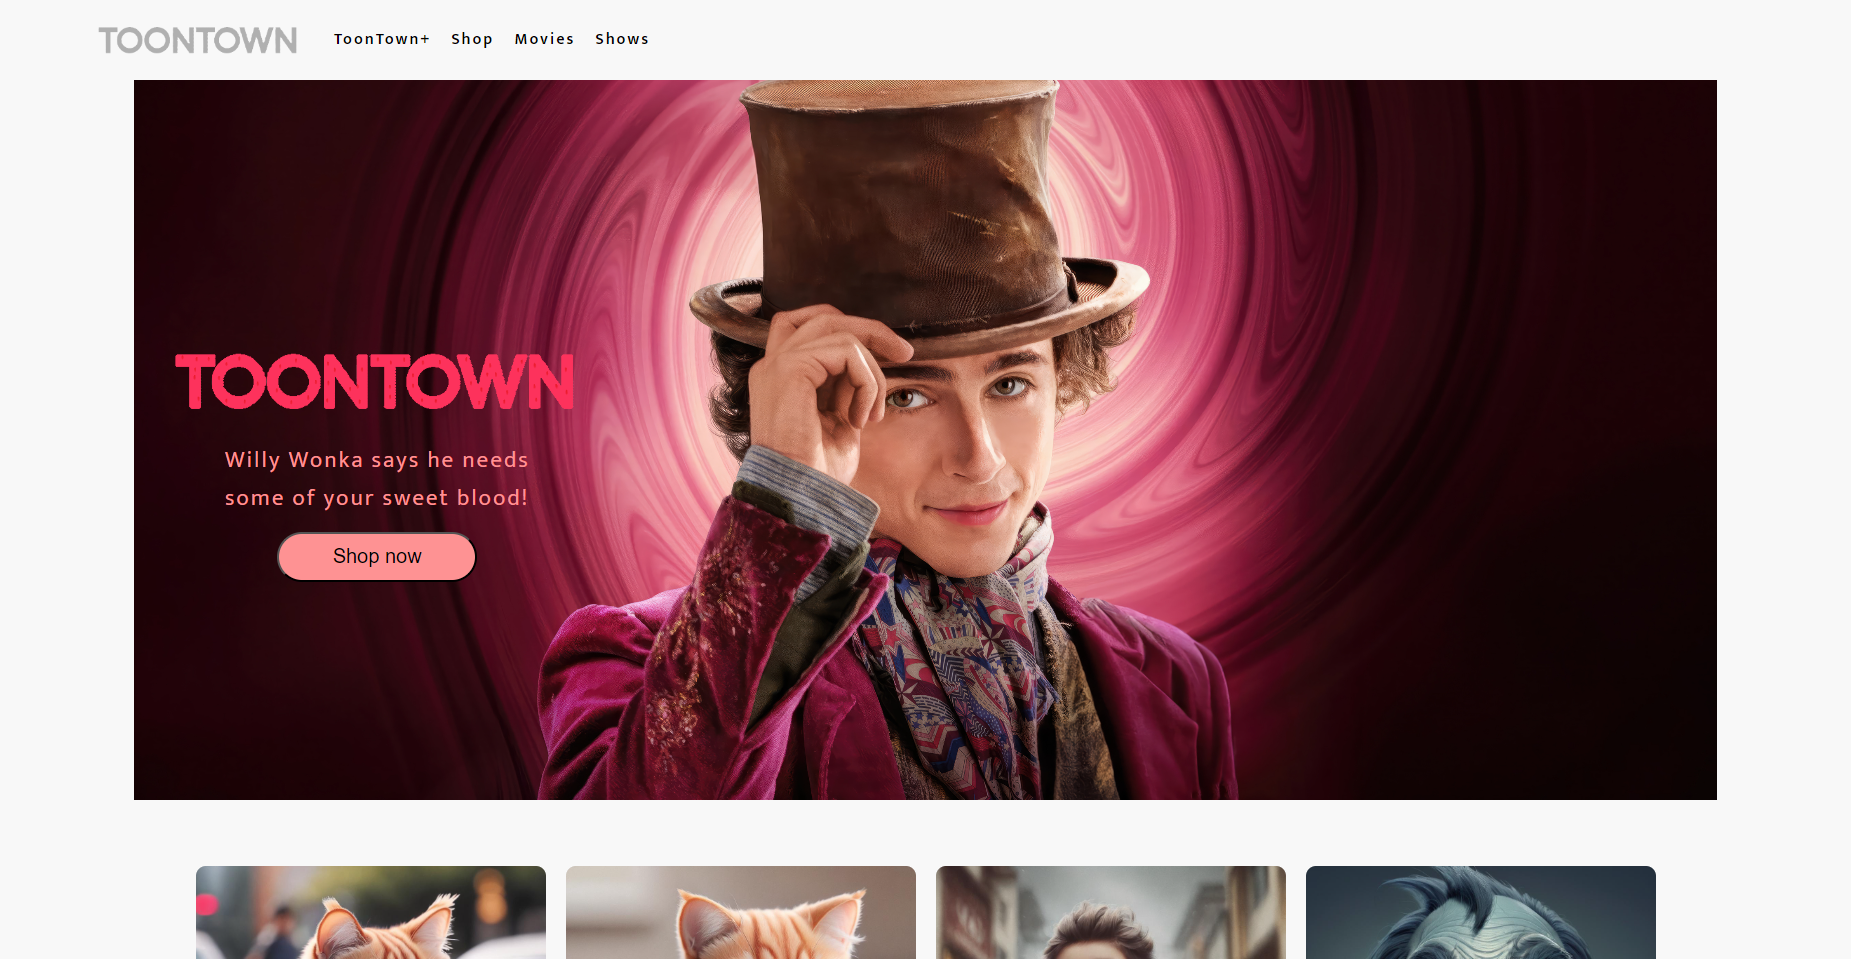 TOONTOWN
ToonTown+ Shop Movies Shows
TOONTOWN
Willy Wonka says he needs
some of your sweet blood!
Shop now